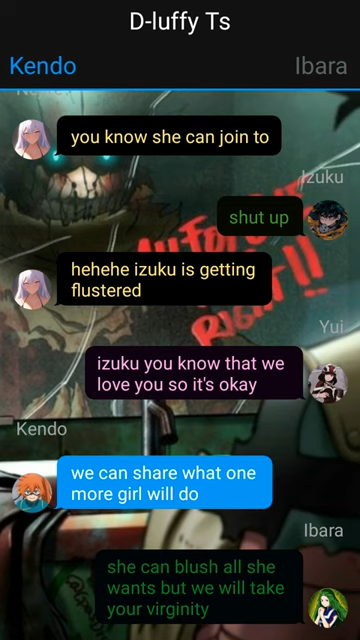 D-luffy Ts
Kendo
Ibara
you know she can join to
Izuku
shut up
hehehe izuku is getting
flustered
Yui
izuku you know that we
love you so it's okay
Kendo
we can share what one
more girl will do
Ibara
she can blush all she
wants but we will take
your virginity